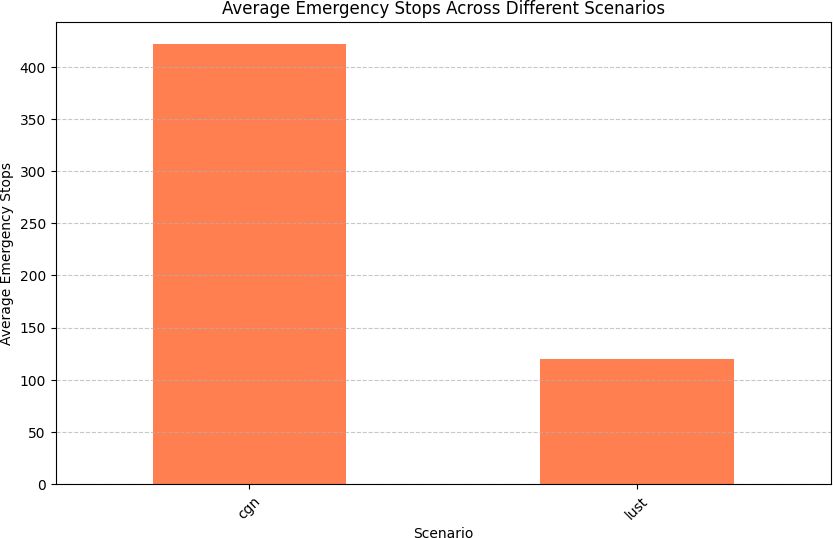 Average Emergency Stops Across Different Scenarios
Average Emergency Stops
400
350
300
250
200
150
100
50
0
cgn
lust
Scenario